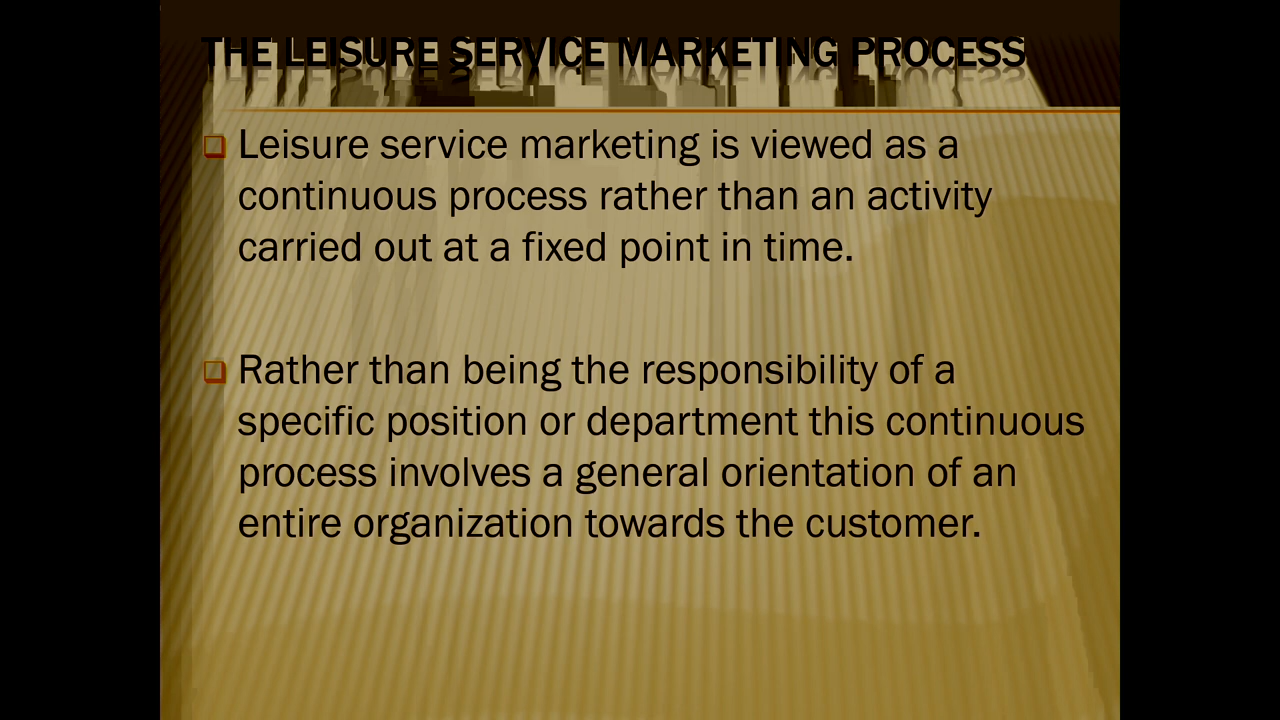 THE LEISURE SERVICE MARKETING PROCESS
Leisure service marketing is viewed as a
continuous process rather than an activity
carried out at a fixed point in time.
Rather than being the responsibility of a
specific position or department this continuous
process involves a general orientation of an
entire organization towards the customer.